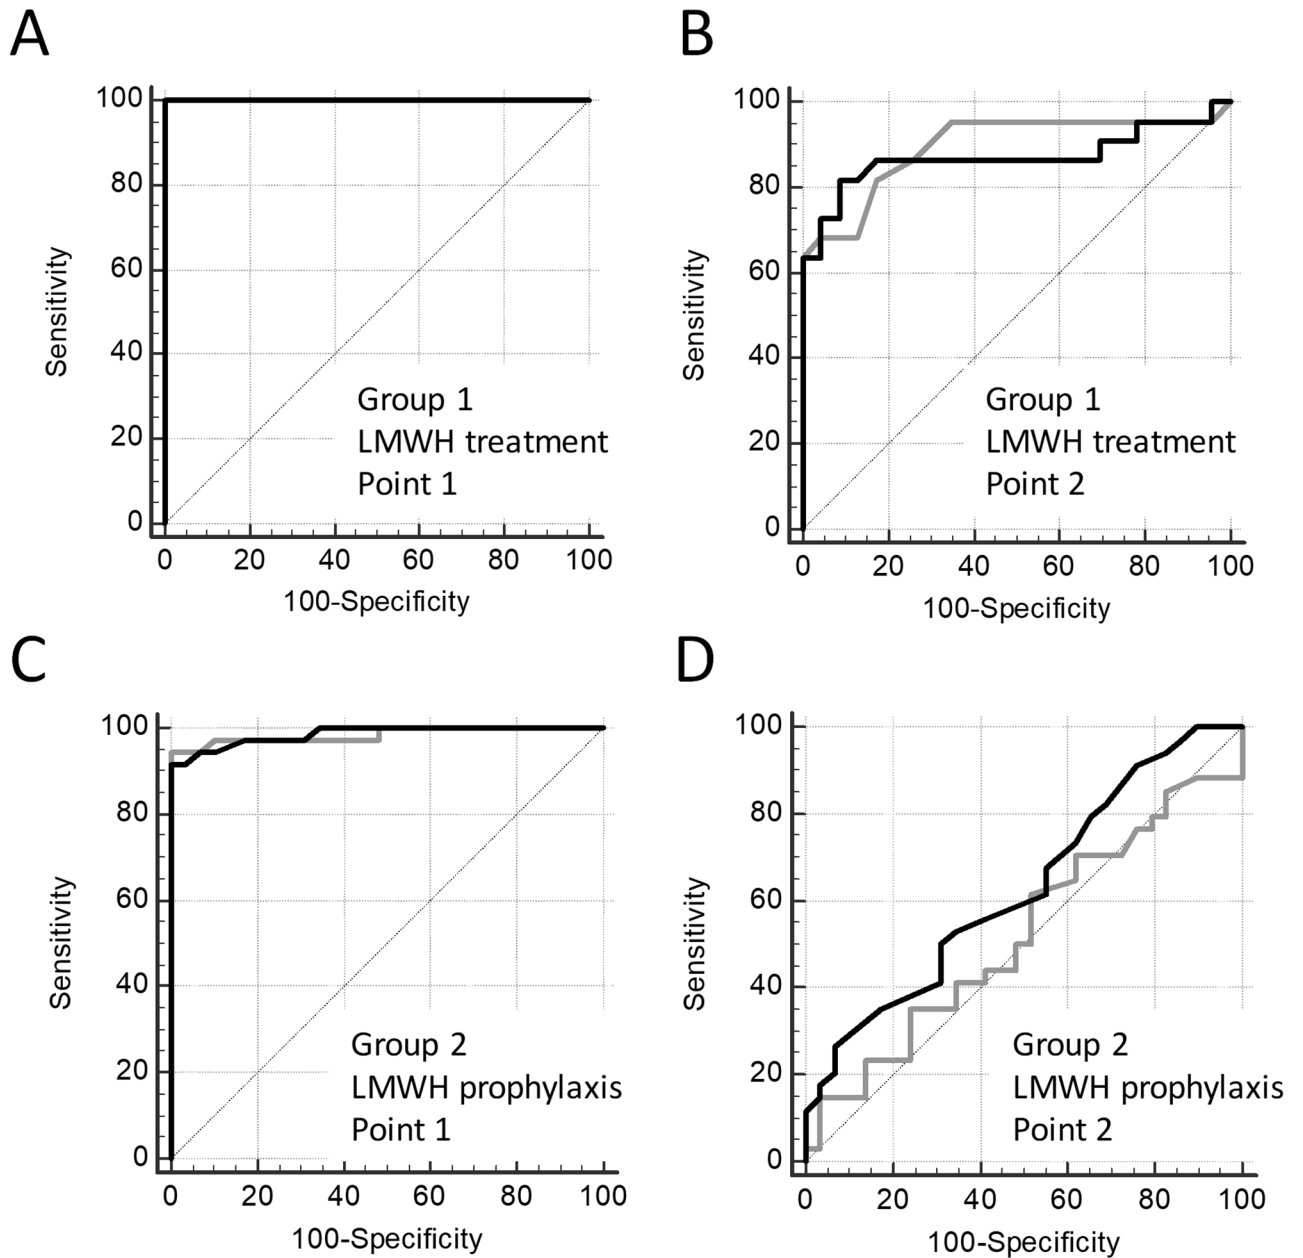 A
100
80
60
40
20
0
Sensitivity
0 20 40 60 80 100
100-Specificity
Group 1
LMWH treatment
Point 1
B
100
80
60
40
20
0
Sensitivity
0 20 40 60 80 100
100-Specificity
Group 1
LMWH treatment
Point 2
C
100
80
60
40
20
0
Sensitivity
0 20 40 60 80 100
100-Specificity
Group 2
LMWH prophylaxis
Point 1
D
100
80
60
40
20
0
Sensitivity
0 20 40 60 80 100
100-Specificity
Group 2
LMWH prophylaxis
Point 2